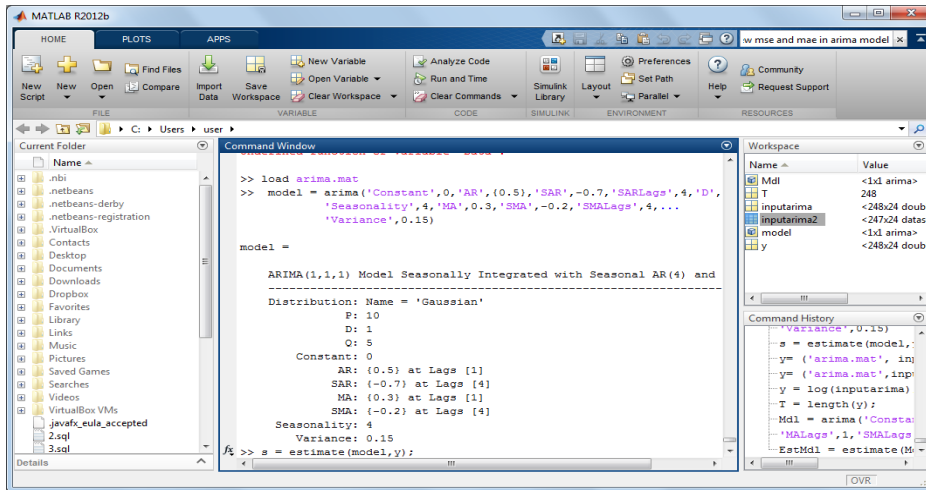 MATLAB R2012b
HOME PLOTS APPS
w mse and mae in arima model
New Script
New
Open
Find Files
Compare
Import Data
Save Workspace
New Variable
Open Variable
Clear Workspace
Analyze Code
Run and Time
Clear Commands
Simulink Library
Layout
Preferences
Set Path
Parallel
Help
Community
Request Support
FILE VARIABLE CODE SIMULINK ENVIRONMENT RESOURCES
C: Users user
Current Folder
Name
.nbi
.netbeans
.netbeans-derby
.netbeans-registration
.VirtualBox
Contacts
Desktop
Documents
Downloads
Dropbox
Favorites
Library
Links
Music
Pictures
Saved Games
Searches
Videos
VirtualBox VMs
.javafx_eula_accepted
2.sql
3.sql
Details
Command Window
>> load arima.mat
>> model = arima('Constant',0,'AR',{0.5},'SAR',-0.7,'SARLags',4,'D',
'Seasonality',4,'MA',0.3,'SMA',-0.2,'SMALags',4,...
'Variance',0.15)
model =
ARIMA(1,1,1) Model Seasonally Integrated with Seasonal AR(4) and
--------------------------------------------------------------
Distribution: Name = 'Gaussian'
P: 10
D: 1
Q: 5
Constant: 0
AR: {0.5} at Lags [1]
SAR: {-0.7} at Lags [4]
MA: {0.3} at Lags [1]
SMA: {-0.2} at Lags [4]
Seasonality: 4
Variance: 0.15
fx >> s = estimate(model,y);
Workspace
Name Value
Mdl <1x1 arima>
T 248
inputarima <248x24 doub
inputarima2 <247x24 datas
model <1x1 arima>
y <248x24 doub
Command History
'Variance',0.15)
s = estimate(model,
y= ('arima.mat', inp
y= ('arima.mat',inpu
y = log(inputarima)
T = length(y);
Mdl = arima('Consta
'MALags',1,'SMALags
EstMdl = estimate(M
OVR